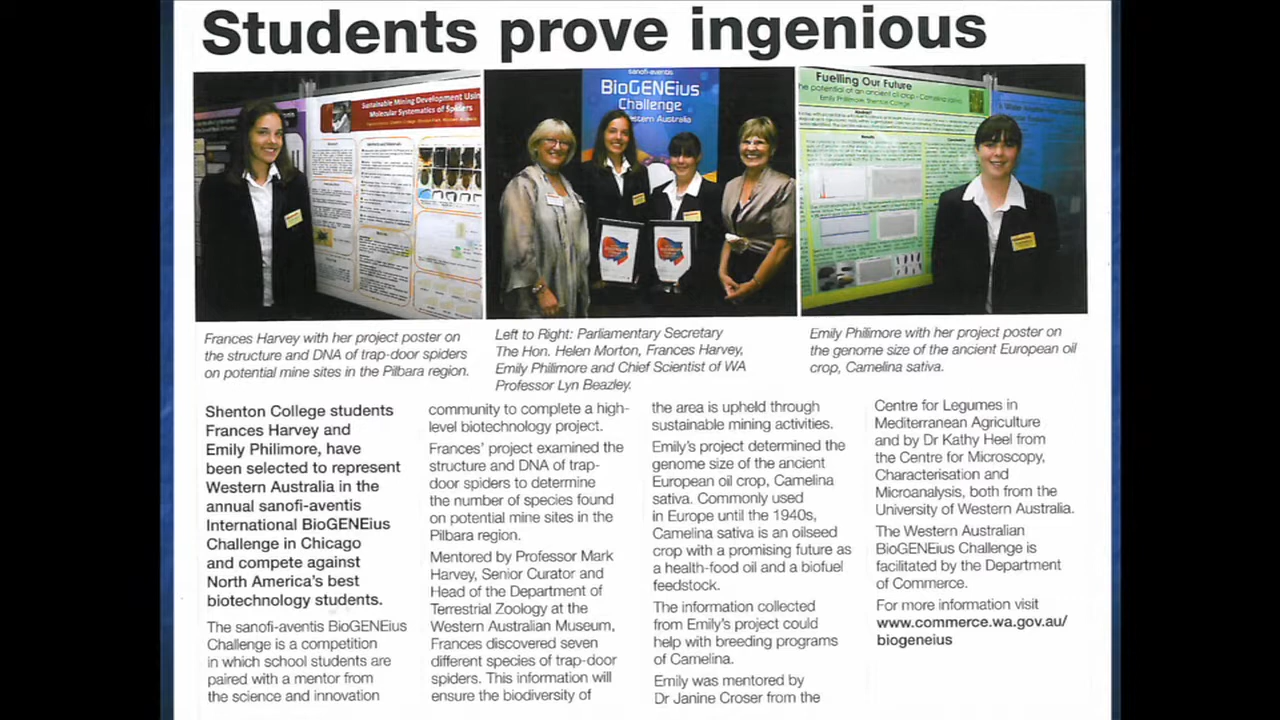 Students prove ingenious
Sustainable Mining Development Using
Molecular Systematics of Spiders
sanofi-aventis
BioGENEius
Challenge
Western Australia
Fuelling Our Future
The potential of an ancient oil crop - Camelina sativa
Emily Philimore, Shenton College
Frances Harvey with her project poster on
the structure and DNA of trap-door spiders
on potential mine sites in the Pilbara region.
Left to Right: Parliamentary Secretary
The Hon. Helen Morton, Frances Harvey,
Emily Philimore and Chief Scientist of WA
Professor Lyn Beazley.
Emily Philimore with her project poster on
the genome size of the ancient European oil
crop, Camelina sativa.
Shenton College students
Frances Harvey and
Emily Philimore, have
been selected to represent
Western Australia in the
annual sanofi-aventis
International BioGENEius
Challenge in Chicago
and compete against
North America's best
biotechnology students.
The sanofi-aventis BioGENEius
Challenge is a competition
in which school students are
paired with a mentor from
the science and innovation
community to complete a high-
level biotechnology project.
Frances' project examined the
structure and DNA of trap-
door spiders to determine
the number of species found
on potential mine sites in the
Pilbara region.
Mentored by Professor Mark
Harvey, Senior Curator and
Head of the Department of
Terrestrial Zoology at the
Western Australian Museum,
Frances discovered seven
different species of trap-door
spiders. This information will
ensure the biodiversity of
the area is upheld through
sustainable mining activities.
Emily's project determined the
genome size of the ancient
European oil crop, Camelina
sativa. Commonly used
in Europe until the 1940s,
Camelina sativa is an oilseed
crop with a promising future as
a health-food oil and a biofuel
feedstock.
The information collected
from Emily's project could
help with breeding programs
of Camelina.
Emily was mentored by
Dr Janine Croser from the
Centre for Legumes in
Mediterranean Agriculture
and by Dr Kathy Heel from
the Centre for Microscopy,
Characterisation and
Microanalysis, both from the
University of Western Australia.
The Western Australian
BioGENEius Challenge is
facilitated by the Department
of Commerce.
For more information visit
www.commerce.wa.gov.au/
biogeneius